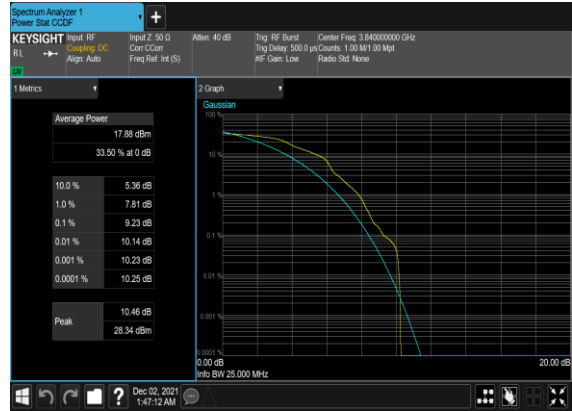 Spectrum Analyzer 1
Power Stat CCDF
KEYSIGHT
RL
Input: RF
Coupling: DC
Align: Auto
Input Z: 50 Ω
Corr CCorr
Freq Ref: Int (S)
Atten: 40 dB
Trig: RF Burst
Trig Delay: 500.0 µs
#IF Gain: Low
Center Freq: 3.840000000 GHz
Counts: 1.00 M/1.00 Mpt
Radio Std: None
1 Metrics
Average Power
17.88 dBm
33.50 % at 0 dB
10.0 % 5.36 dB
1.0 % 7.81 dB
0.1 % 9.23 dB
0.01 % 10.14 dB
0.001 % 10.23 dB
0.0001 % 10.25 dB
Peak
10.46 dB
28.34 dBm
2 Graph
Gaussian
100 %
10 %
1 %
0.1 %
0.01 %
0.001 %
0.0001 %
0.00 dB
20.00 dB
Info BW 25.000 MHz
?
Dec 02, 2021
1:47:12 AM